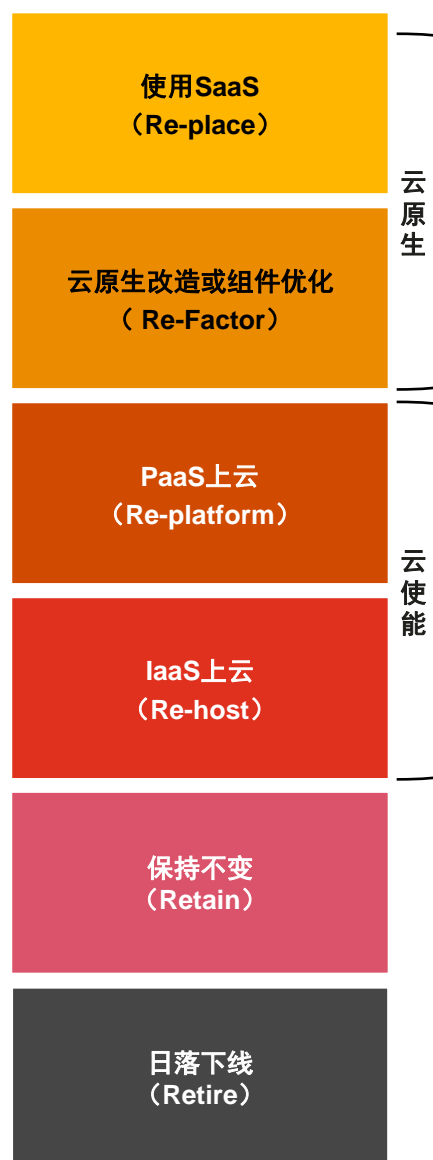 使用SaaS
（Re-place）
云原生改造或组件优化
（ Re-Factor）
云原生
PaaS上云
（Re-platform）
IaaS上云
（Re-host）
云使能
保持不变
（Retain）
日落下线
（Retire）